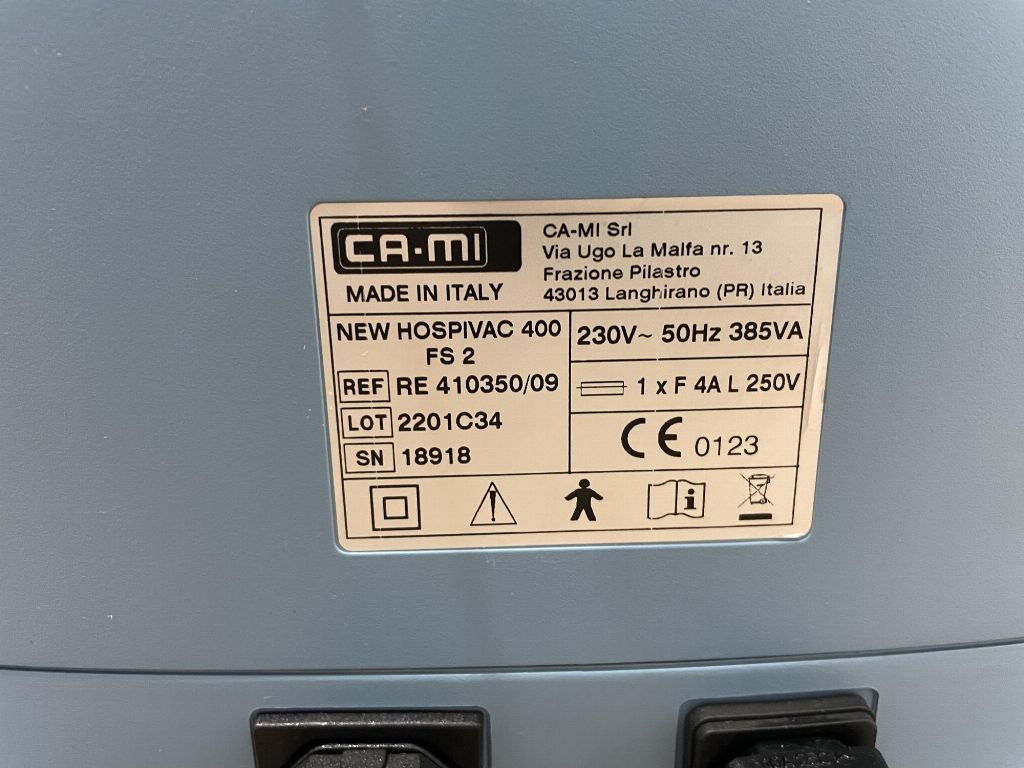 CA-MI
MADE IN ITALY
CA-MI Srl
Via Ugo La Malfa nr. 13
Frazione Pilastro
43013 Langhirano (PR) Italia
NEW HOSPIVAC 400
FS 2
REF RE 410350/09
LOT 2201C34
SN 18918
230V~ 50Hz 385VA
1 x F 4A L 250V
CE 0123
i